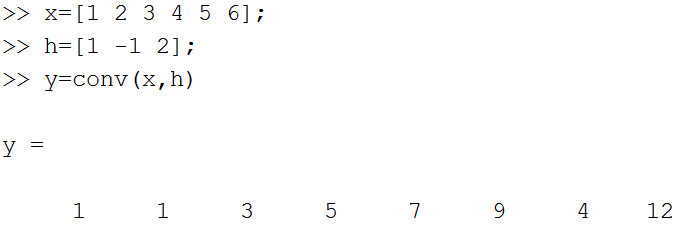 >> x=[1 2 3 4 5 6];
>> h=[1 -1 2];
>> y=conv(x,h)
y =
1 1 3 5 7 9 4 12